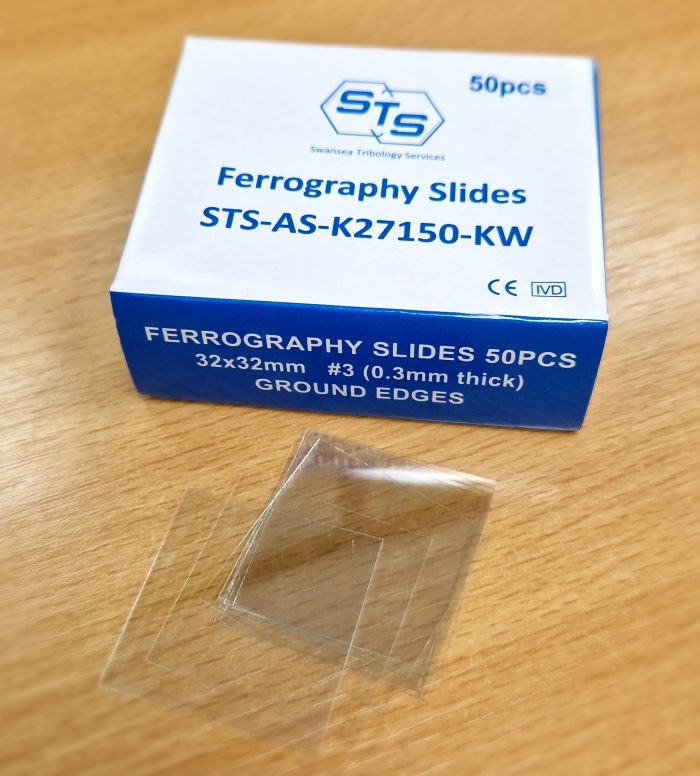 50pcs
STS
Swansea Tribology Services
Ferrography Slides
STS-AS-K27150-KW
CE IVD
FERROGRAPHY SLIDES 50PCS
32x32mm #3 (0.3mm thick)
GROUND EDGES